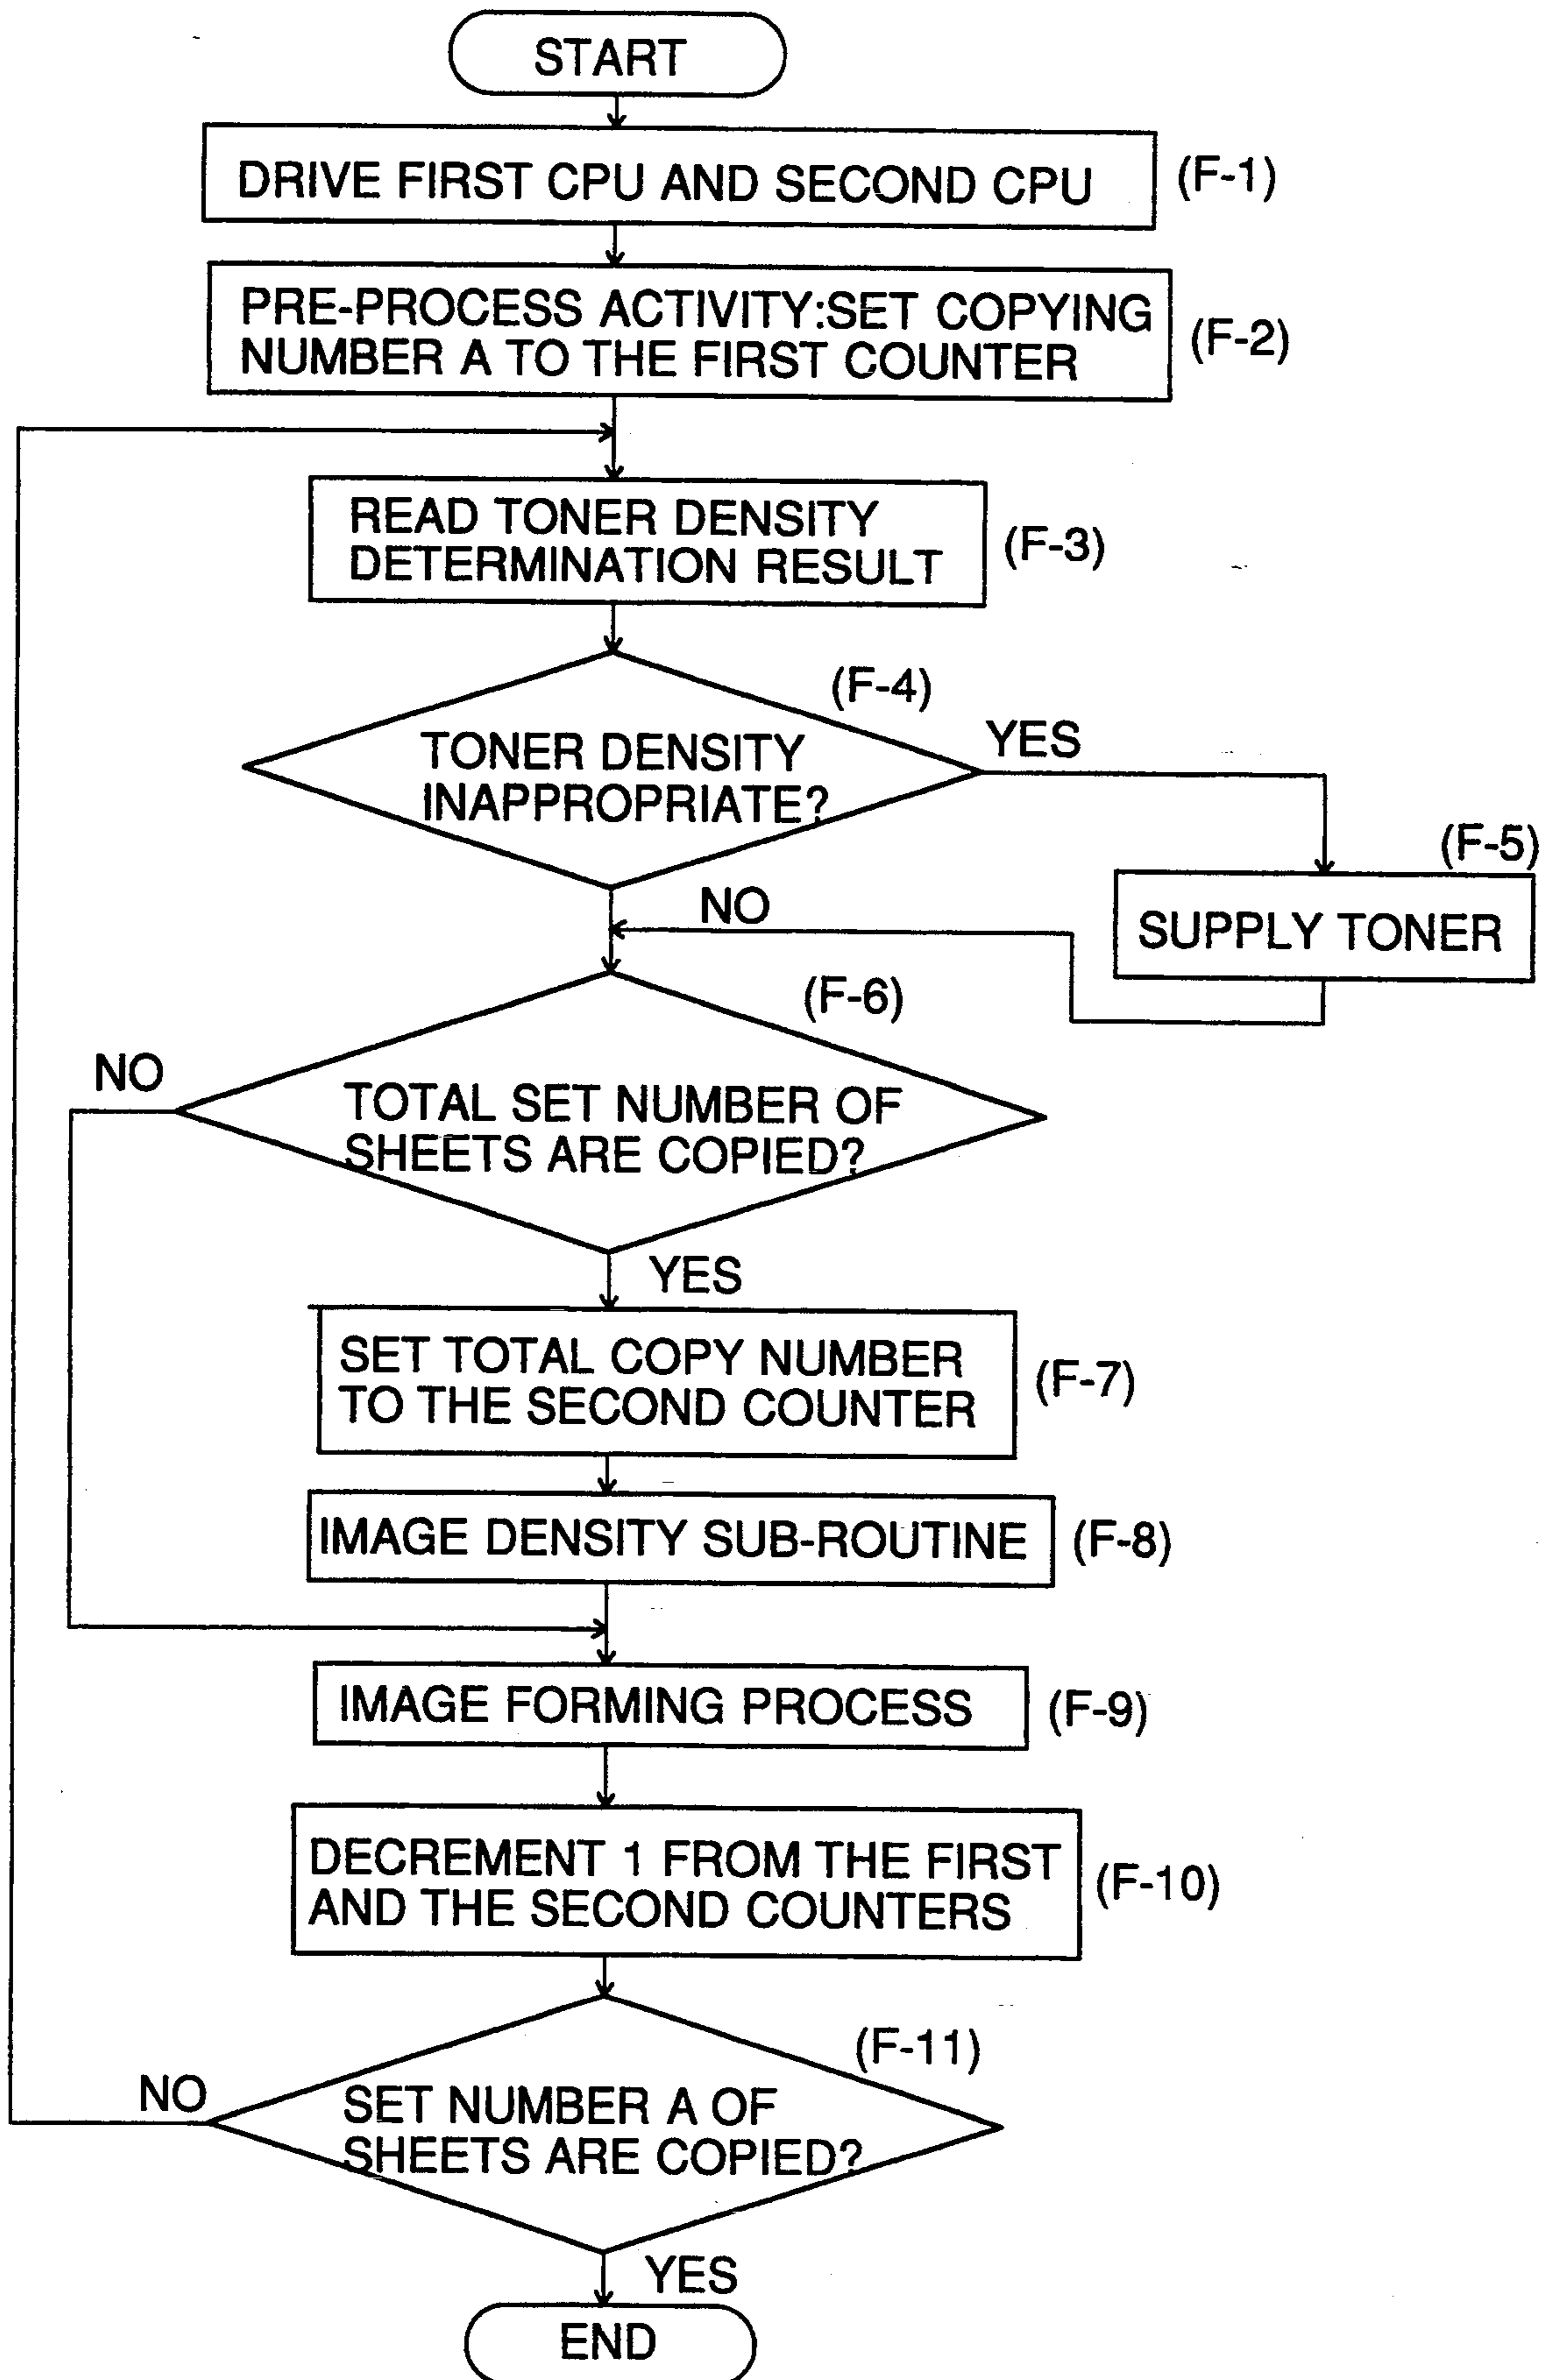 START
DRIVE FIRST CPU AND SECOND CPU
(F-1)
PRE-PROCESS ACTIVITY:SET COPYING
NUMBER A TO THE FIRST COUNTER
(F-2)
READ TONER DENSITY
DETERMINATION RESULT
(F-3)
(F-4)
TONER DENSITY
INAPPROPRIATE?
YES
(F-5)
SUPPLY TONER
NO
(F-6)
NO
TOTAL SET NUMBER OF
SHEETS ARE COPIED?
YES
SET TOTAL COPY NUMBER
TO THE SECOND COUNTER
(F-7)
IMAGE DENSITY SUB-ROUTINE
(F-8)
IMAGE FORMING PROCESS
(F-9)
DECREMENT 1 FROM THE FIRST
AND THE SECOND COUNTERS
(F-10)
(F-11)
NO
SET NUMBER A OF
SHEETS ARE COPIED?
YES
END